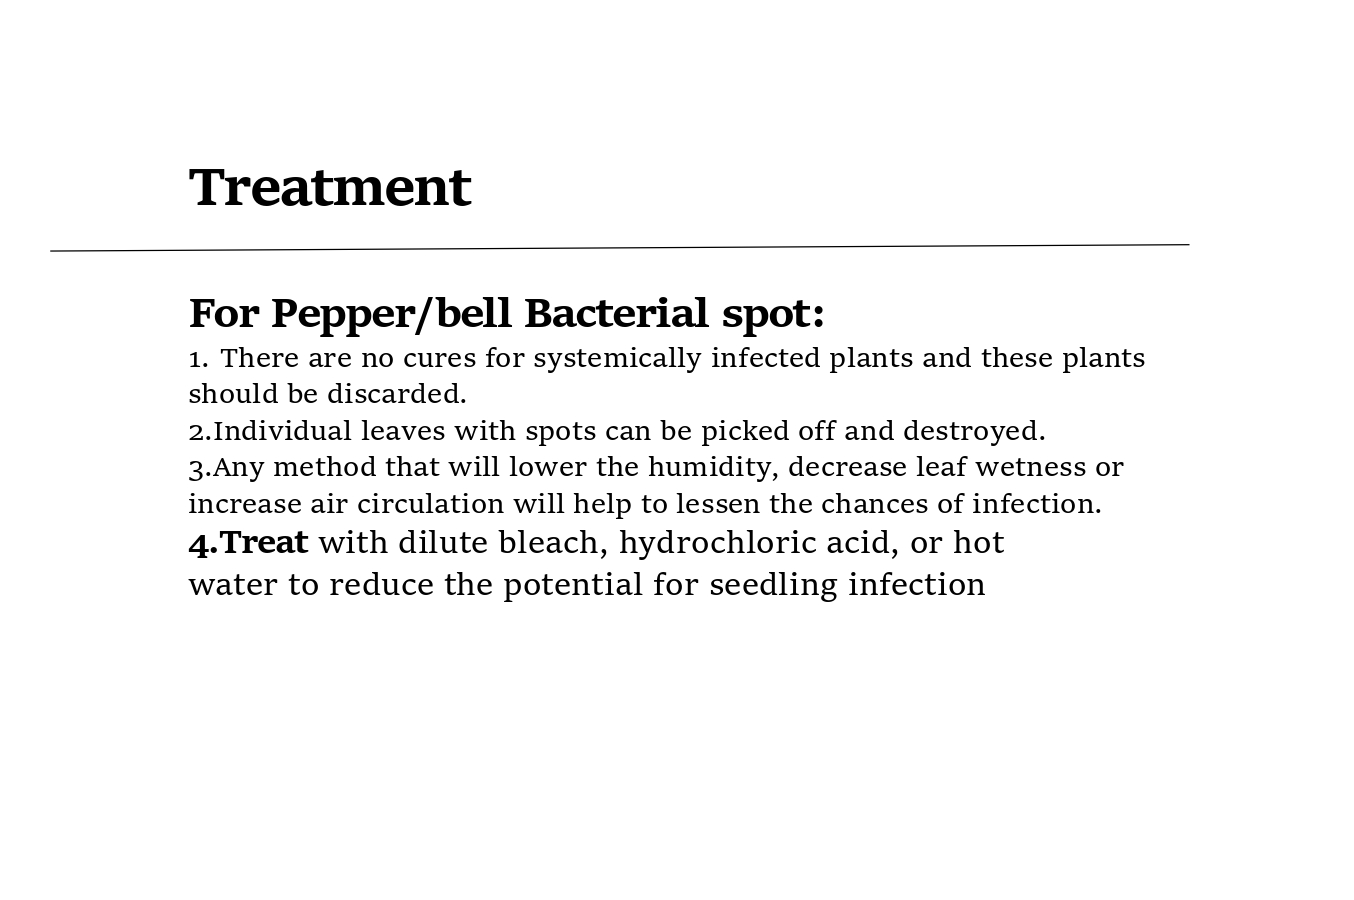 Treatment
For Pepper/bell Bacterial spot:
1. There are no cures for systemically infected plants and these plants
should be discarded.
2.Individual leaves with spots can be picked off and destroyed.
3.Any method that will lower the humidity, decrease leaf wetness or
increase air circulation will help to lessen the chances of infection.
4.Treat with dilute bleach, hydrochloric acid, or hot
water to reduce the potential for seedling infection